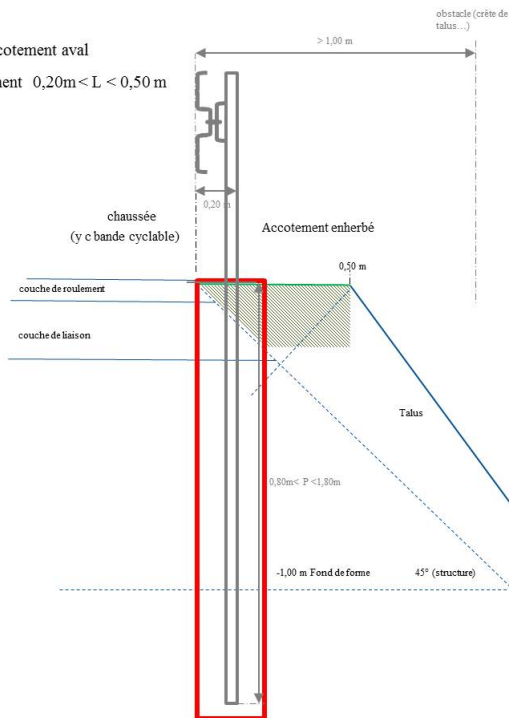 obstacle (crête de
talus…)
> 1,00 m
cotement aval
nent 0,20m < L < 0,50 m
0,20 m
chaussée
(y c bande cyclable)
Accotement enherbé
0,50 m
couche de roulement
couche de liaison
Talus
0,80m< P <1,80m
-1,00 m Fond de forme
45° (structure)